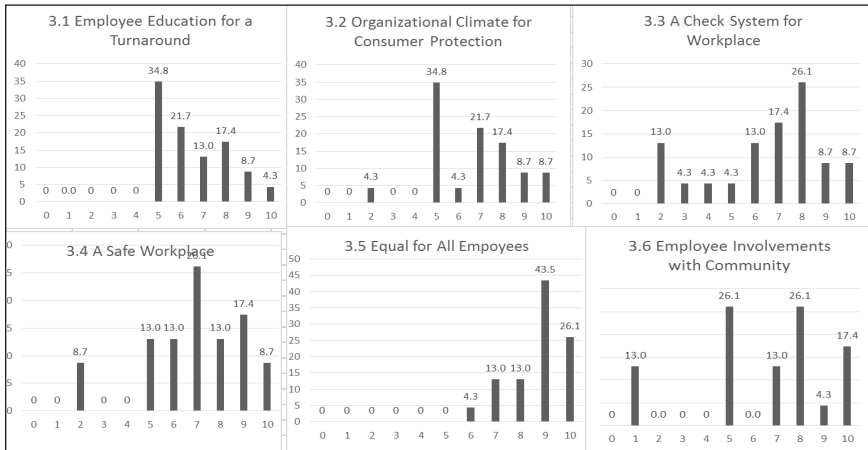 3.1 Employee Education for a
Turnaround
40
35
30
25
20
15
10
5
0
0 0.0 0 0 0 34.8 21.7 13.0 17.4 8.7 4.3
0 1 2 3 4 5 6 7 8 9 10
3.2 Organizational Climate for
Consumer Protection
40
35
30
25
20
15
10
5
0
0 0 4.3 0 0 34.8 4.3 21.7 17.4 8.7 8.7
0 1 2 3 4 5 6 7 8 9 10
3.3 A Check System for
Workplace
30
25
20
15
10
5
0
0 0 13.0 4.3 4.3 4.3 13.0 17.4 26.1 8.7 8.7
0 1 2 3 4 5 6 7 8 9 10
3.4 A Safe Workplace
5
0
5
0
5
0
0 0 8.7 0 0 13.0 13.0 26.1 13.0 17.4 8.7
0 1 2 3 4 5 6 7 8 9 10
3.5 Equal for All Empoyees
50
45
40
35
30
25
20
15
10
5
0
0 0 0 0 0 0 4.3 13.0 13.0 43.5 26.1
0 1 2 3 4 5 6 7 8 9 10
3.6 Employee Involvements
with Community
0 13.0 0.0 0 0 26.1 0.0 13.0 26.1 4.3 17.4
0 1 2 3 4 5 6 7 8 9 10